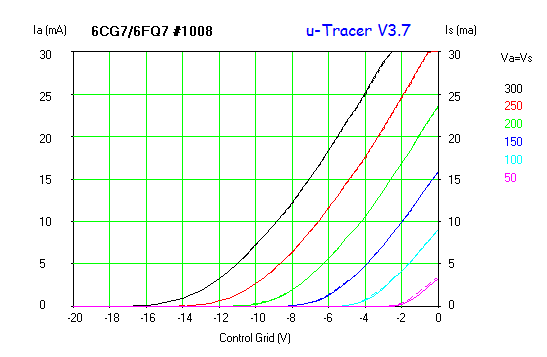 Ia (mA) 6CG7/6FQ7 #1008 u-Tracer V3.7 Is (ma)
Va=Vs
30 30
300
25 250 25
200
20 150 20
100
15 50 15
10 10
5 5
0 0
-20 -18 -16 -14 -12 -10 -8 -6 -4 -2 0
Control Grid (V)